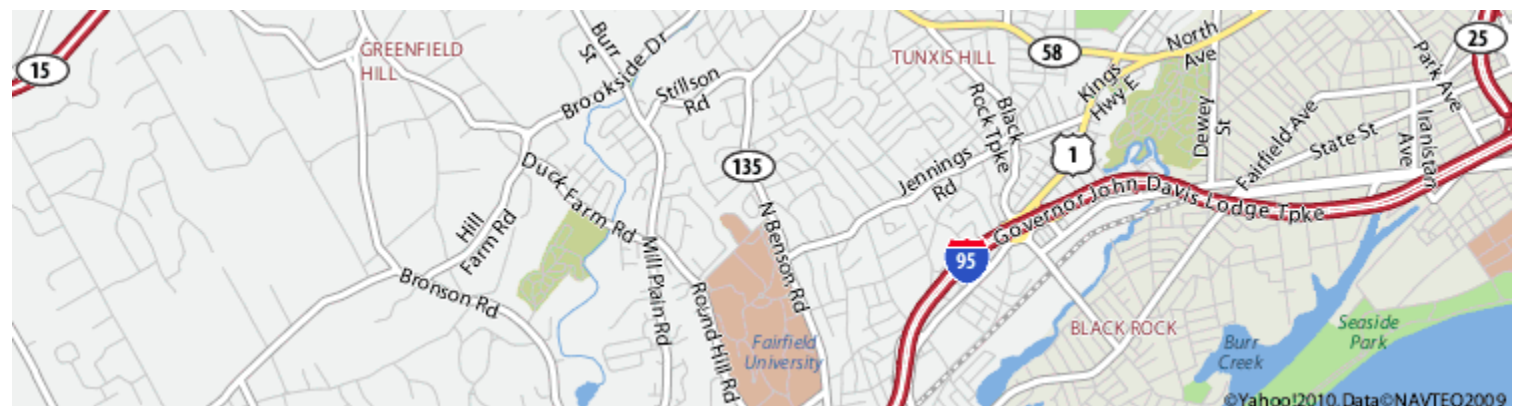 15
GREENFIELD
HILL
Burr
St
Brookside Dr
Stillson
Rd
TUNXIS HILL
58
North
Ave
Kings
Hwy E
Black
Rock Tpke
Park Ave
25
Dewey
St
Fairfield Ave
State St
Iranistan
Ave
1
135
Jennings
Rd
Duck Farm Rd
Hill
Farm Rd
Bronson Rd
Mill Plain Rd
Round Hill Rd
N Benson Rd
Governor John Davis Lodge Tpke
95
Fairfield
University
BLACK ROCK
Burr
Creek
Seaside
Park
©Yahoo!2010, Data©NAVTEQ2009